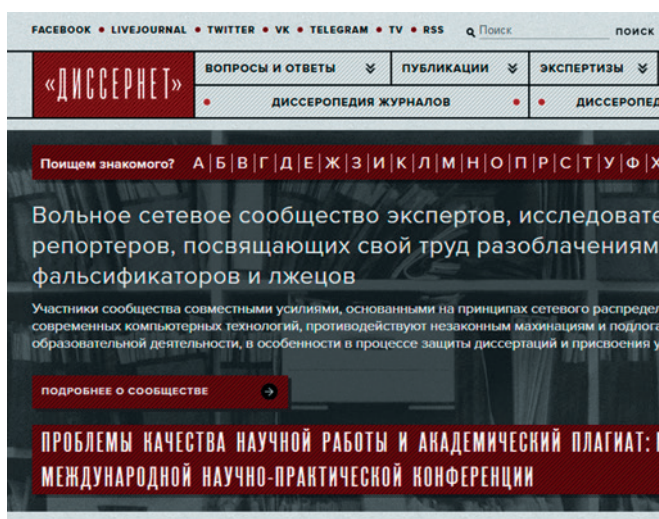 FACEBOOK • LIVEJOURNAL • TWITTER • VK • TELEGRAM • TV • RSS Поиск ПОИСК
«ДИССЕРНЕТ»
ВОПРОСЫ И ОТВЕТЫ ПУБЛИКАЦИИ ЭКСПЕРТИЗЫ
• ДИССЕРОПЕДИЯ ЖУРНАЛОВ • • ДИССЕРОПЕД
Поищем знакомого? А|Б|В|Г|Д|Е|Ж|З|И|К|Л|М|Н|О|П|Р|С|Т|У|Ф|Х
Вольное сетевое сообщество экспертов, исследовате
репортеров, посвящающих свой труд разоблачениям
фальсификаторов и лжецов
Участники сообщества совместными усилиями, основанными на принципах сетевого распредел
современных компьютерных технологий, противодействуют незаконным махинациям и подлога
образовательной деятельности, в особенности в процессе защиты диссертаций и присвоения у
ПОДРОБНЕЕ О СООБЩЕСТВЕ
ПРОБЛЕМЫ КАЧЕСТВА НАУЧНОЙ РАБОТЫ И АКАДЕМИЧЕСКИЙ ПЛАГИАТ:
МЕЖДУНАРОДНОЙ НАУЧНО-ПРАКТИЧЕСКОЙ КОНФЕРЕНЦИИ